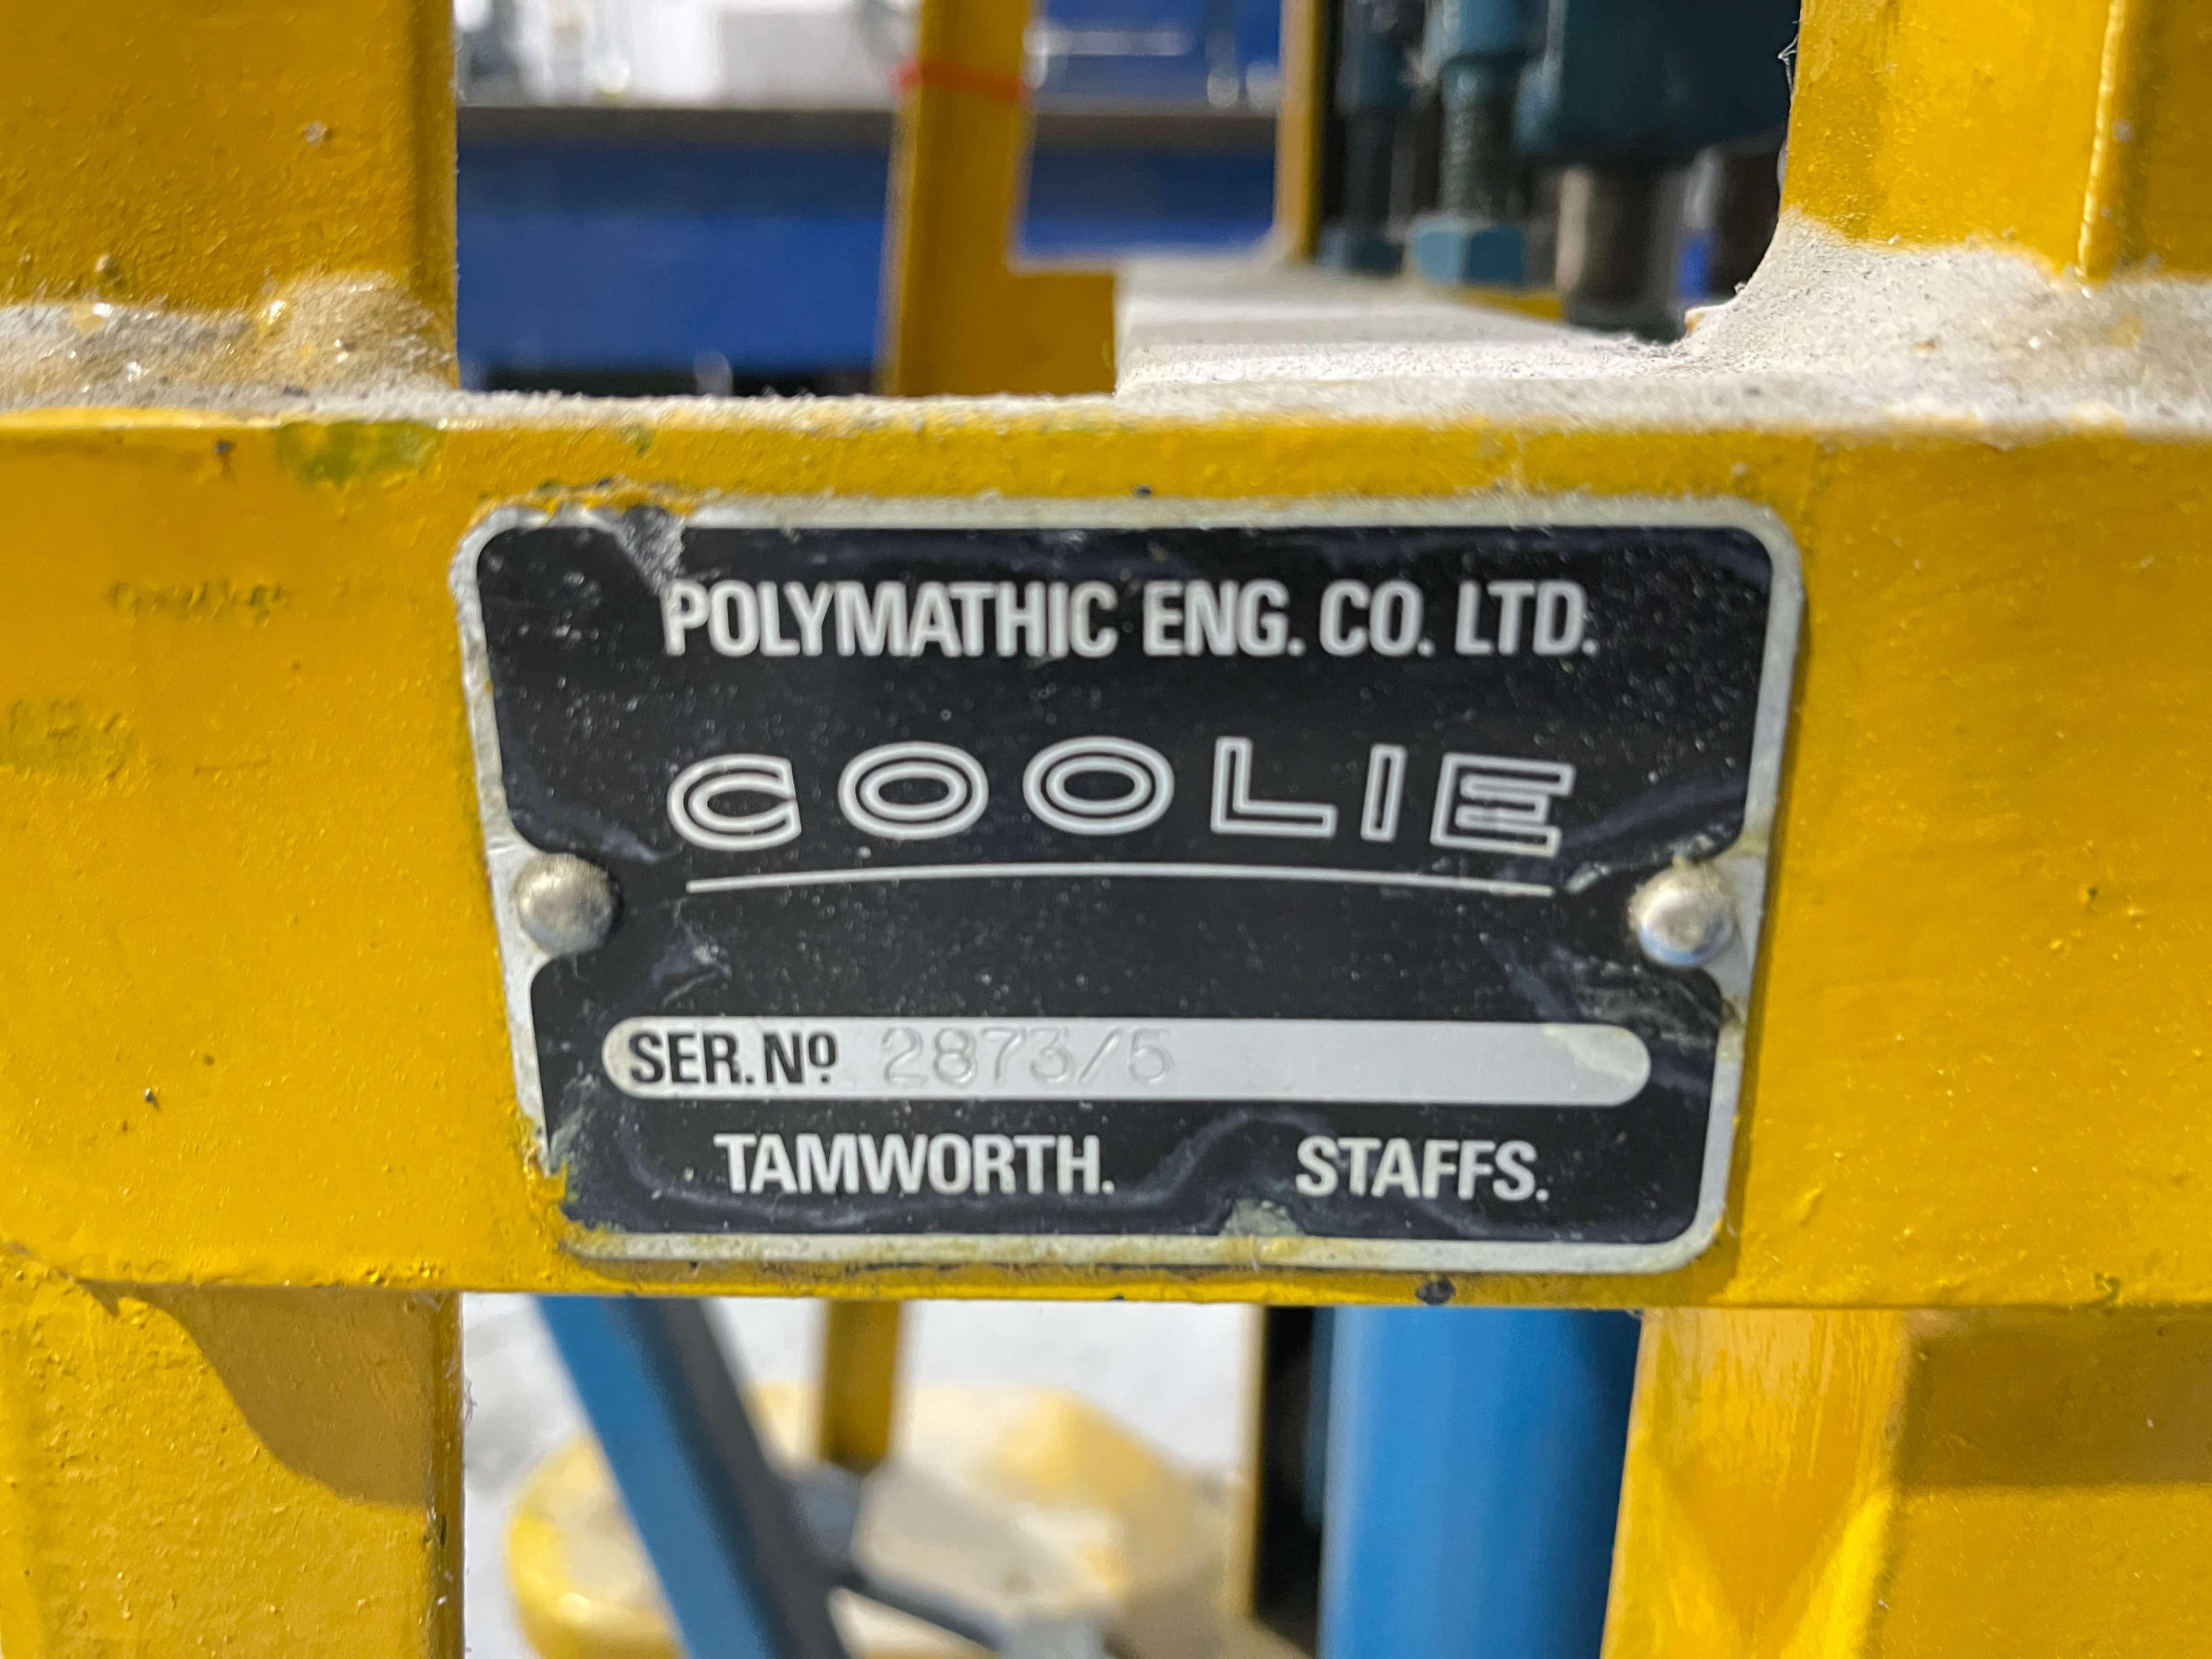 POLYMATHIC ENG. CO. LTD.
COOLIE
SER. Nº 2873/5
TAMWORTH. STAFFS.